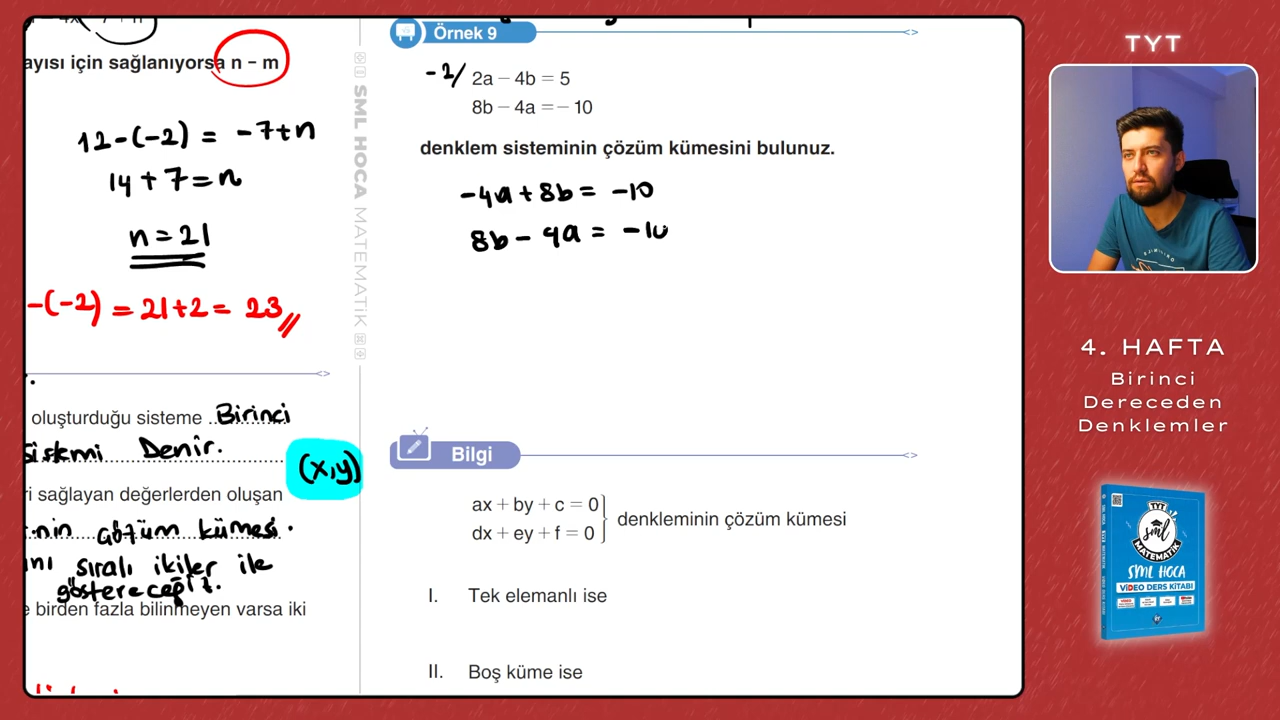 ayısı için sağlanıyorsa n – m
12-(-2) = -7+n
14 + 7 = n
n = 21
-(-2) = 21+2 = 23
oluşturduğu sisteme Birinci
Denir.
(x,y)
ri sağlayan değerlerden oluşan
çözüm kümesi.
sıralı ikiler ile
göstereceğiz.
e birden fazla bilinmeyen varsa iki
SML HOCA MATEMATİK
Örnek 9
-2/ 2a – 4b = 5
8b – 4a = – 10
denklem sisteminin çözüm kümesini bulunuz.
-4a + 8b = -10
8b - 4a = -10
Bilgi
ax + by + c = 0
dx + ey + f = 0
denkleminin çözüm kümesi
I. Tek elemanlı ise
II. Boş küme ise
TYT
4. HAFTA
Birinci
Dereceden
Denklemler
TYT
sml
MATEMATİK
SML HOCA
VİDEO DERS KİTABI